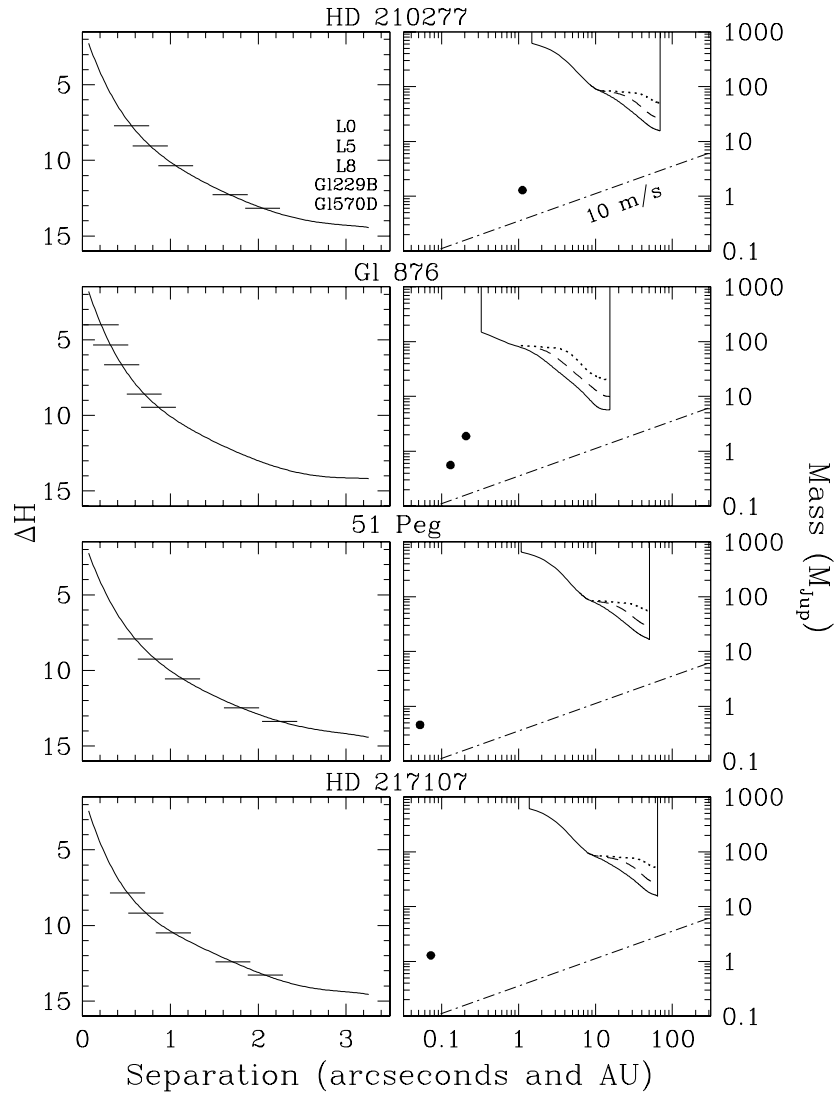 HD 210277
5
10
15
L0
L5
L8
Gl229B
Gl570D
10 m/s
1000
100
10
1
0.1
Gl 876
5
10
15
1000
100
10
1
0.1
51 Peg
5
10
15
1000
100
10
1
0.1
HD 217107
5
10
15
1000
100
10
1
0.1
0 1 2 3
0.1 1 10 100
ΔH
Mass (M_Jup)
Separation (arcseconds and AU)